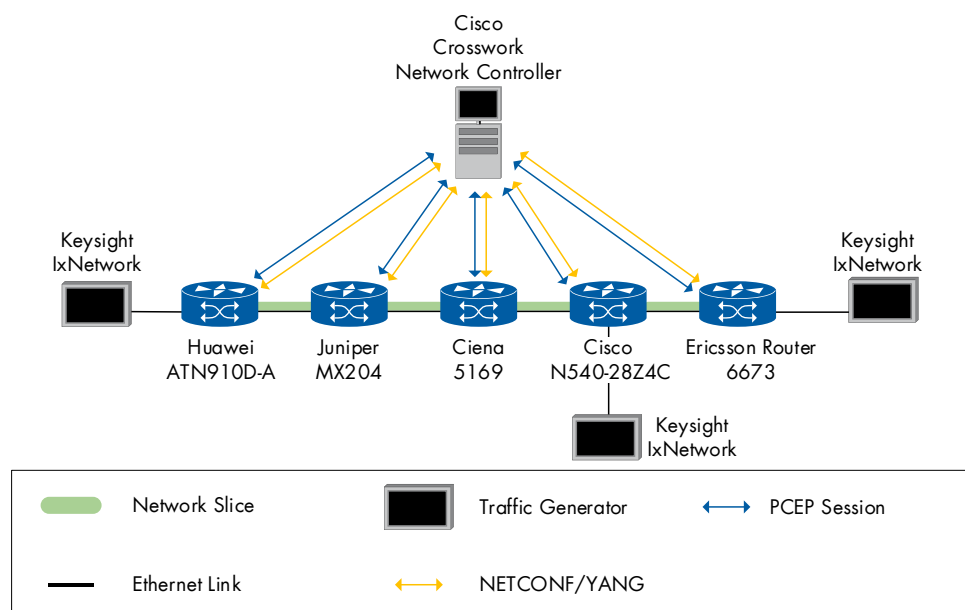 Cisco
Crosswork
Network Controller
Keysight
IxNetwork
Keysight
IxNetwork
Huawei
ATN910D-A
Juniper
MX204
Ciena
5169
Cisco
N540-28Z4C
Ericsson Router
6673
Keysight
IxNetwork
Network Slice
Traffic Generator
PCEP Session
Ethernet Link
NETCONF/YANG